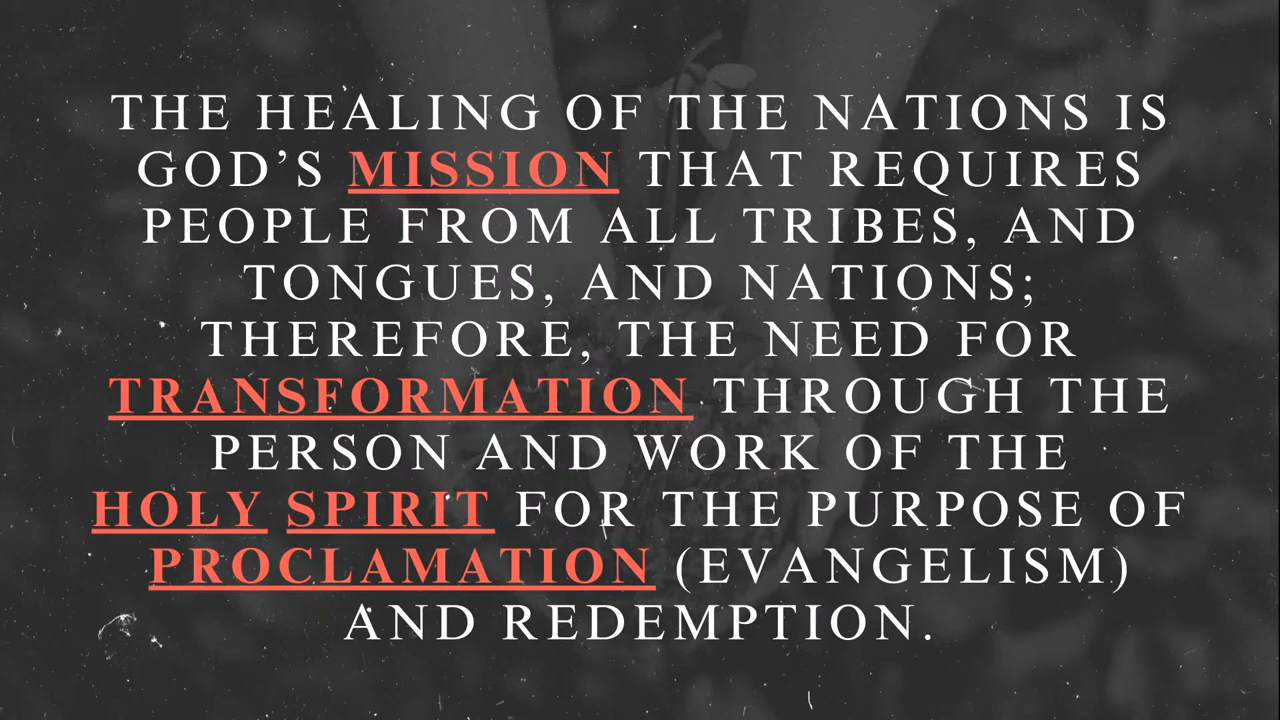 THE HEALING OF THE NATIONS IS
GOD’S MISSION THAT REQUIRES
PEOPLE FROM ALL TRIBES, AND
TONGUES, AND NATIONS;
THEREFORE, THE NEED FOR
TRANSFORMATION THROUGH THE
PERSON AND WORK OF THE
HOLY SPIRIT FOR THE PURPOSE OF
PROCLAMATION (EVANGELISM)
AND REDEMPTION.